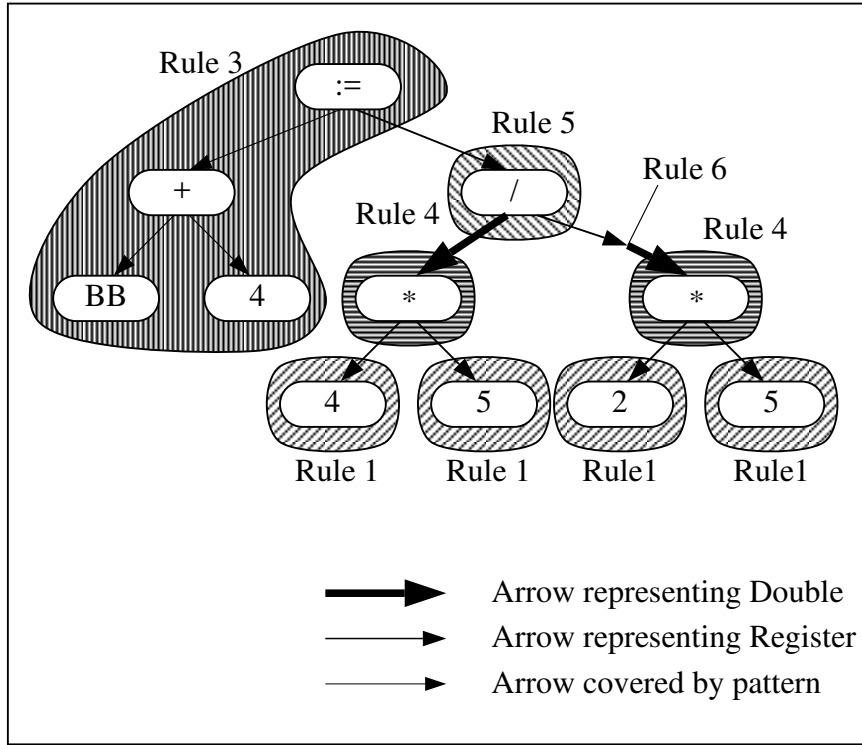 Rule 3
:=
Rule 5
+
/
Rule 6
Rule 4
Rule 4
BB
4
*
*
4
5
2
5
Rule 1
Rule 1
Rule1
Rule1
Arrow representing Double
Arrow representing Register
Arrow covered by pattern